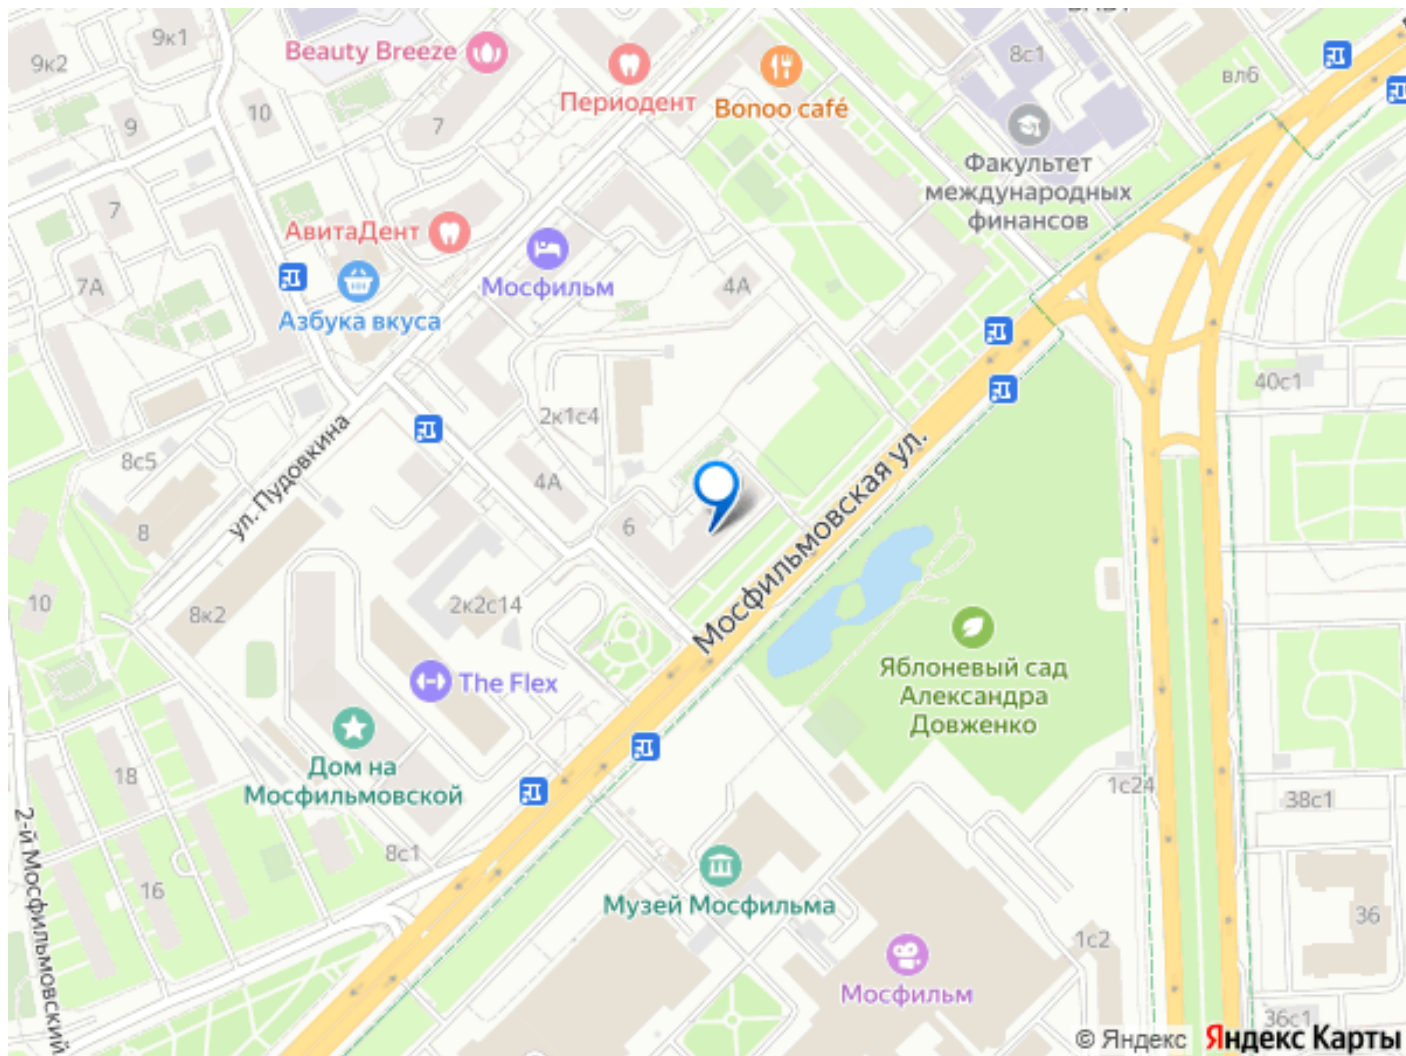 9к1
9к2
Beauty Breeze
8с1
вл6
Периодент
Bonoo café
10
9
7
Факультет
международных
финансов
7
АвитаДент
7А
Мосфильм
4А
Азбука вкуса
40с1
2к1с4
ул. Пудовкина
8с5
4А
Мосфильмовская ул.
6
8
10
8к2
2к2с14
The Flex
Яблоневый сад
Александра
Довженко
Дом на
Мосфильмовской
18
1с24
38с1
2-й Мосфильмовский
8с1
16
Музей Мосфильма
36
1с2
Мосфильм
36с1
© Яндекс Яндекс Карты